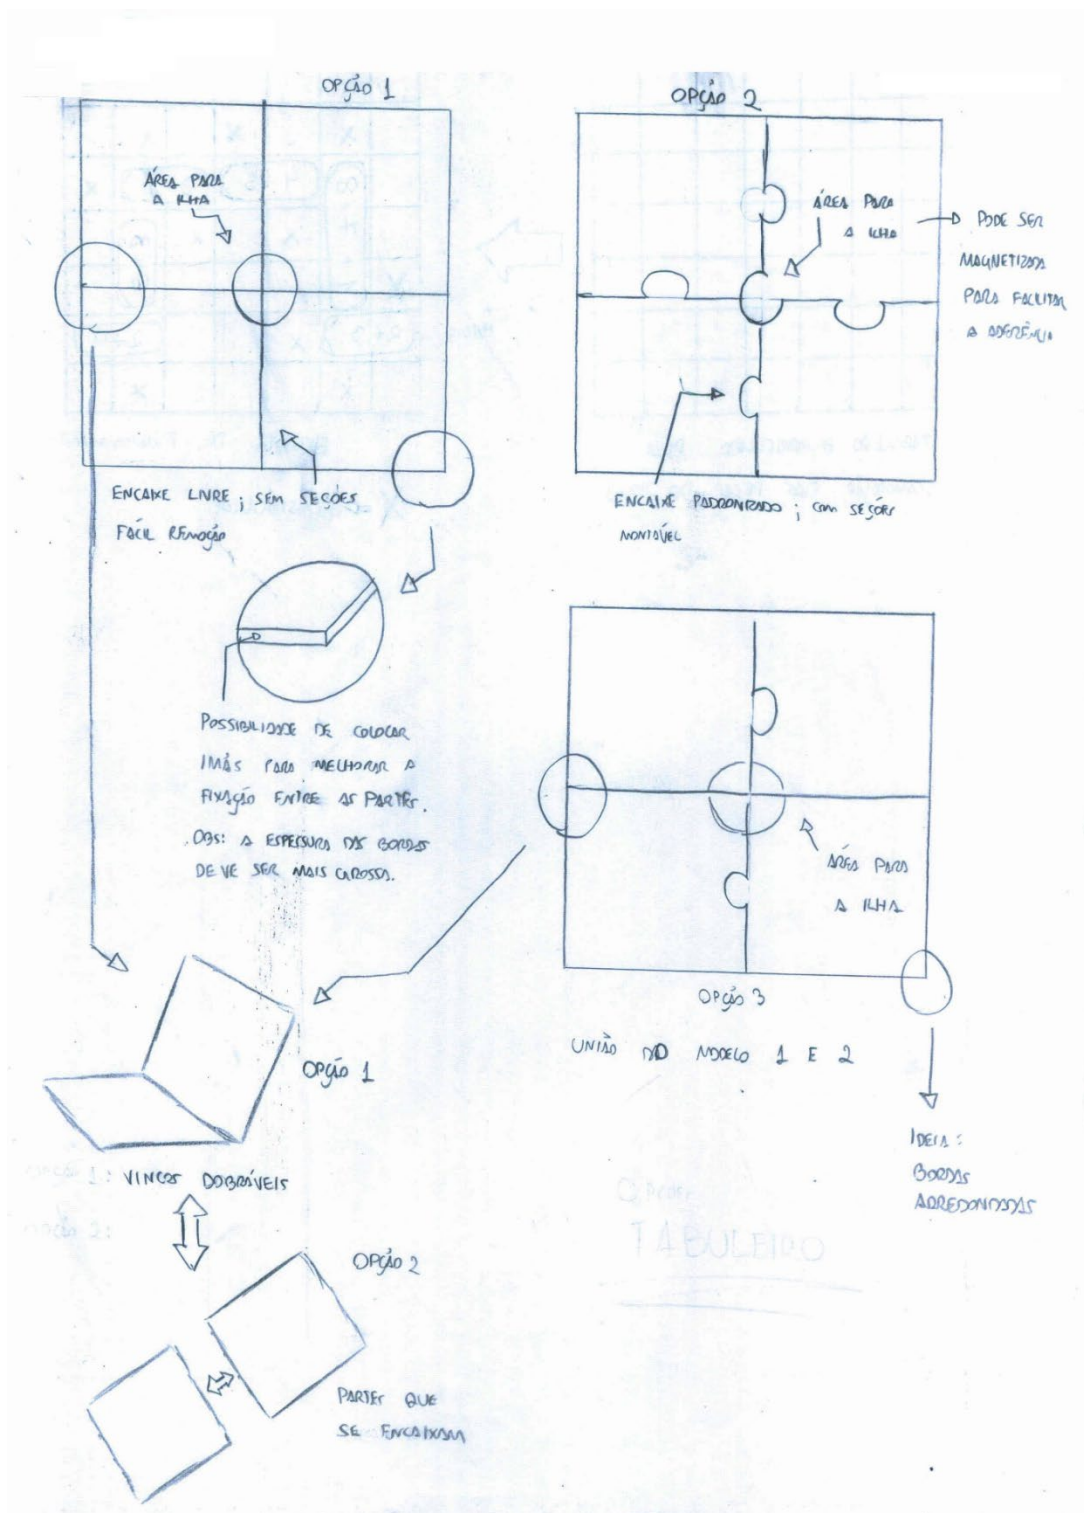 OPÇÃO 1
ÁREA PARA
A ILHA
ENCAIXE LIVRE; SEM SEÇÕES
FÁCIL REMOÇÃO
POSSIBILIDADE DE COLOCAR
IMÃS PARA MELHORAR A
FIXAÇÃO ENTRE AS PARTES.
OBS: A ESPESSURA DAS BORDAS
DEVE SER MAIS GROSSA.
OPÇÃO 2
ÁREA PARA
A ILHA
PODE SER
MAGNETIZADA
PARA FACILITAR
A ADERÊNCIA
ENCAIXE PADRONIZADO; COM SEÇÕES
MONTÁVEL
ÁREA PARA
A ILHA
OPÇÃO 3
UNIÃO DO MODELO 1 E 2
IDEIA:
BORDAS
ARREDONDADAS
OPÇÃO 1
VINCOS DOBRÁVEIS
OPÇÃO 2
PARTES QUE
SE ENCAIXAM
TABULEIRO